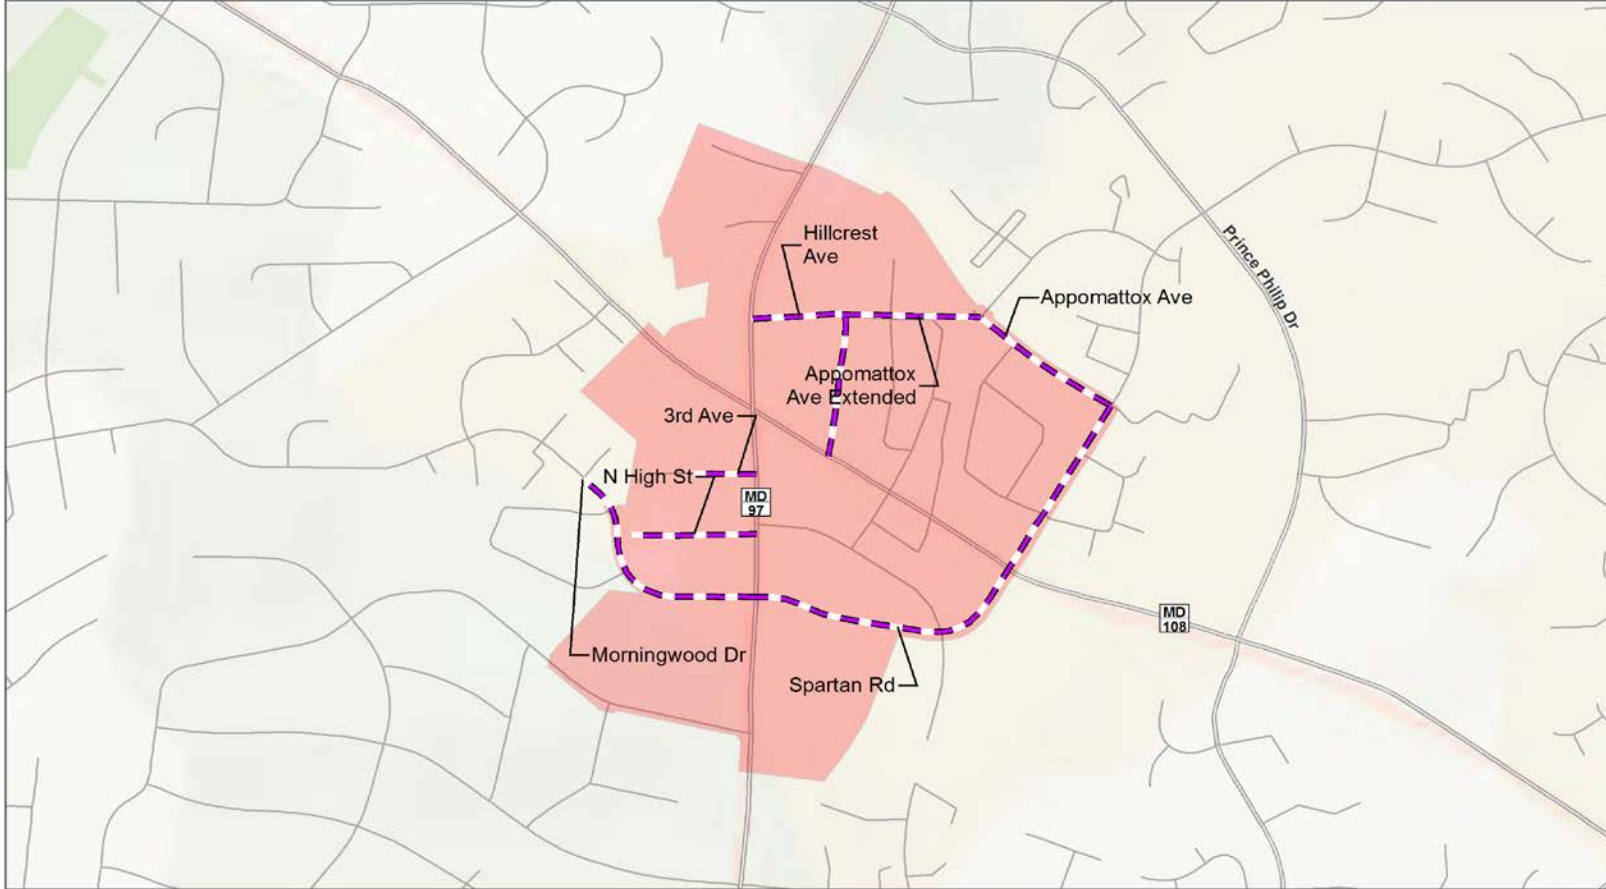 Hillcrest
Ave
Prince Philip Dr
Appomattox Ave
Appomattox
Ave Extended
3rd Ave
N High St
MD
97
MD
108
Morningwood Dr
Spartan Rd